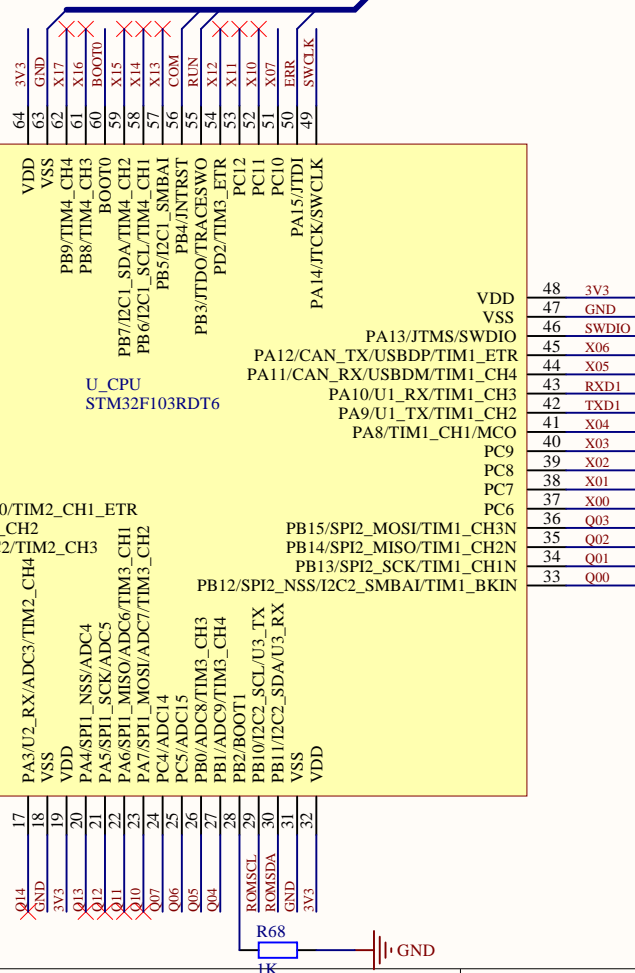 3V3
GND
X17
X16
BOOT0
X15
X14
X13
COM
RUN
X12
X11
X10
X07
ERR
SWCLK
64
63
62
61
60
59
58
57
56
55
54
53
52
51
50
49
VDD
VSS
PB9/TIM4_CH4
PB8/TIM4_CH3
BOOT0
PB7/I2C1_SDA/TIM4_CH2
PB6/I2C1_SCL/TIM4_CH1
PB5/I2C1_SMBAI
PB4/JNTRST
PB3/JTDO/TRACESWO
PD2/TIM3_ETR
PC12
PC11
PC10
PA15/JTDI
PA14/JTCK/SWCLK
VDD 48 3V3
VSS 47 GND
PA13/JTMS/SWDIO 46 SWDIO
PA12/CAN_TX/USBDP/TIM1_ETR 45 X06
PA11/CAN_RX/USBDM/TIM1_CH4 44 X05
PA10/U1_RX/TIM1_CH3 43 RXD1
PA9/U1_TX/TIM1_CH2 42 TXD1
PA8/TIM1_CH1/MCO 41 X04
PC9 40 X03
PC8 39 X02
PC7 38 X01
PC6 37 X00
PB15/SPI2_MOSI/TIM1_CH3N 36 Q03
PB14/SPI2_MISO/TIM1_CH2N 35 Q02
PB13/SPI2_SCK/TIM1_CH1N 34 Q01
PB12/SPI2_NSS/I2C2_SMBAI/TIM1_BKIN 33 Q00
U_CPU
STM32F103RDT6
0/TIM2_CH1_ETR
_CH2
2/TIM2_CH3
PA3/U2_RX/ADC3/TIM2_CH4
VSS
VDD
PA4/SPI1_NSS/ADC4
PA5/SPI1_SCK/ADC5
PA6/SPI1_MISO/ADC6/TIM3_CH1
PA7/SPI1_MOSI/ADC7/TIM3_CH2
PC4/ADC14
PC5/ADC15
PB0/ADC8/TIM3_CH3
PB1/ADC9/TIM3_CH4
PB2/BOOT1
PB10/I2C2_SCL/U3_TX
PB11/I2C2_SDA/U3_RX
VSS
VDD
17
18
19
20
21
22
23
24
25
26
27
28
29
30
31
32
Q14
GND
3V3
Q13
Q12
Q11
Q10
Q07
Q06
Q05
Q04
ROMSCL
ROMSDA
GND
3V3
R68
GND
1K